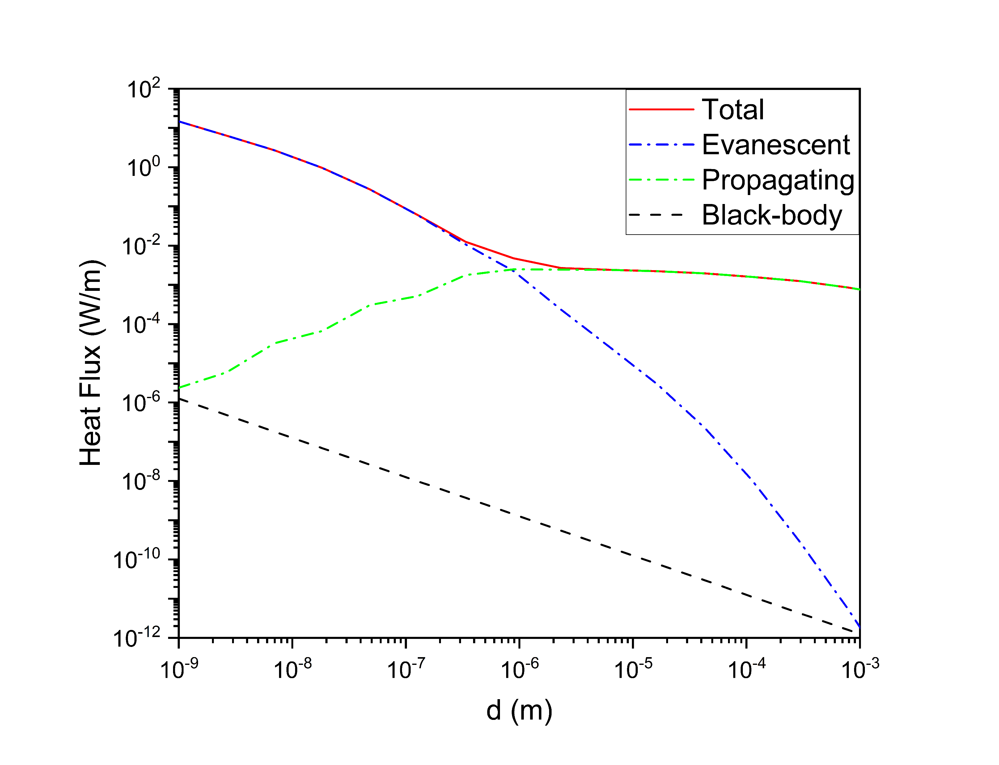 Total
Evanescent
Propagating
Black-body
Heat Flux (W/m)
10^2
10^0
10^-2
10^-4
10^-6
10^-8
10^-10
10^-12
10^-9 10^-8 10^-7 10^-6 10^-5 10^-4 10^-3
d (m)